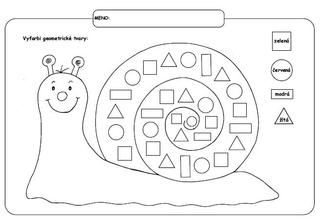 MENO:
Vyfarbi geometrické tvary:
zelená
červená
modrá
žltá